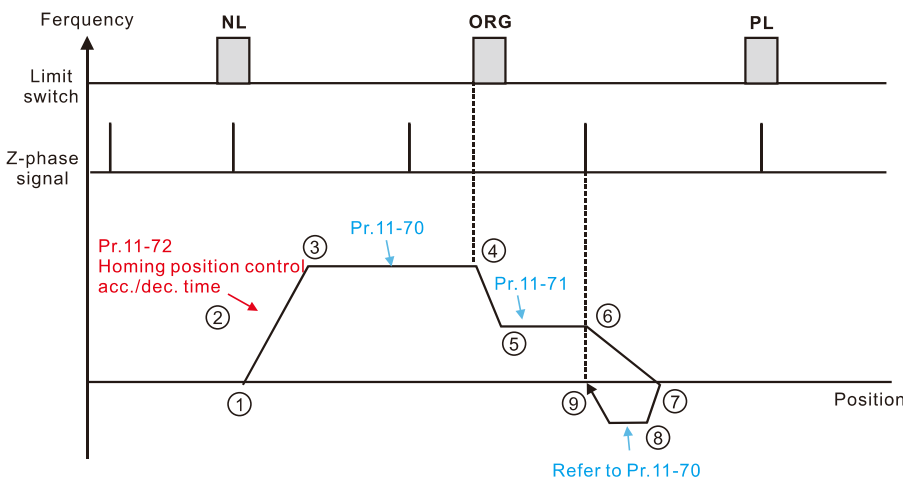 Ferquency
NL
ORG
PL
Limit
switch
Z-phase
signal
Pr.11-70
Pr.11-72
Homing position control
acc./dec. time
③
④
Pr.11-71
②
⑥
⑤
①
⑨
⑦
Position
⑧
Refer to Pr.11-70